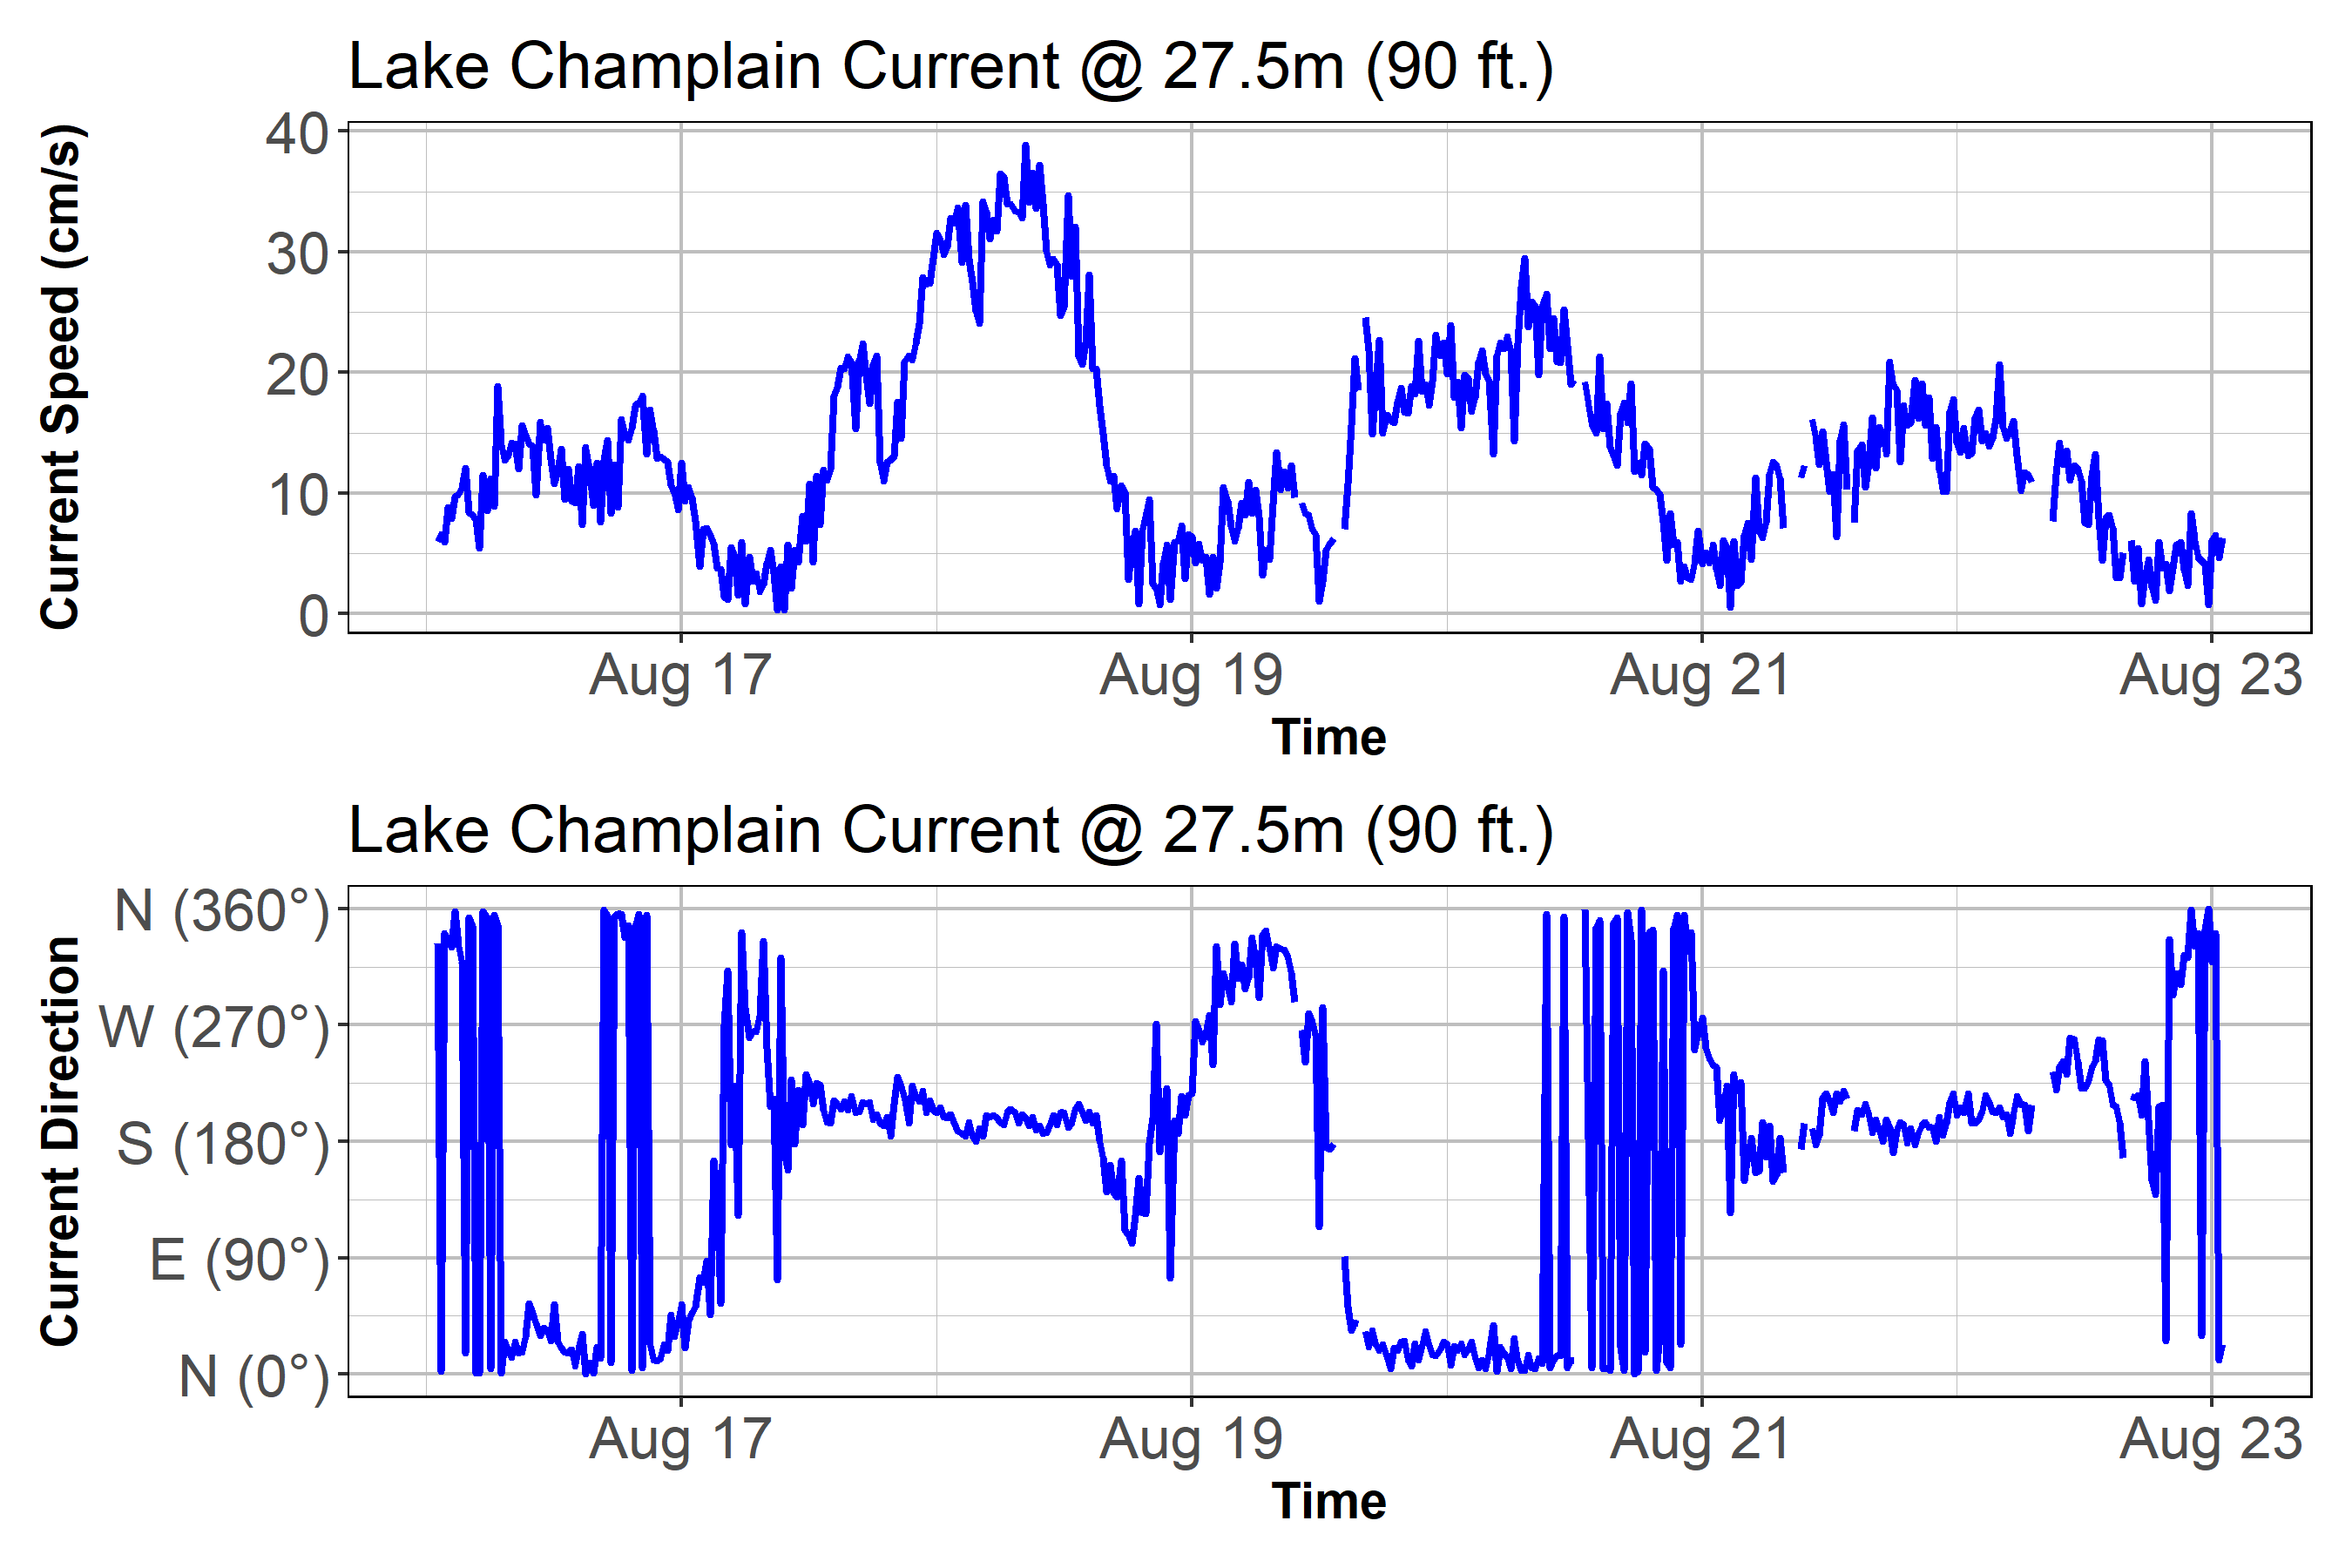 Lake Champlain Current @ 27.5m (90 ft.)
Current Speed (cm/s)
40
30
20
10
0
Aug 17 Aug 19 Aug 21 Aug 23
Time
Lake Champlain Current @ 27.5m (90 ft.)
Current Direction
N (360°)
W (270°)
S (180°)
E (90°)
N (0°)
Aug 17 Aug 19 Aug 21 Aug 23
Time